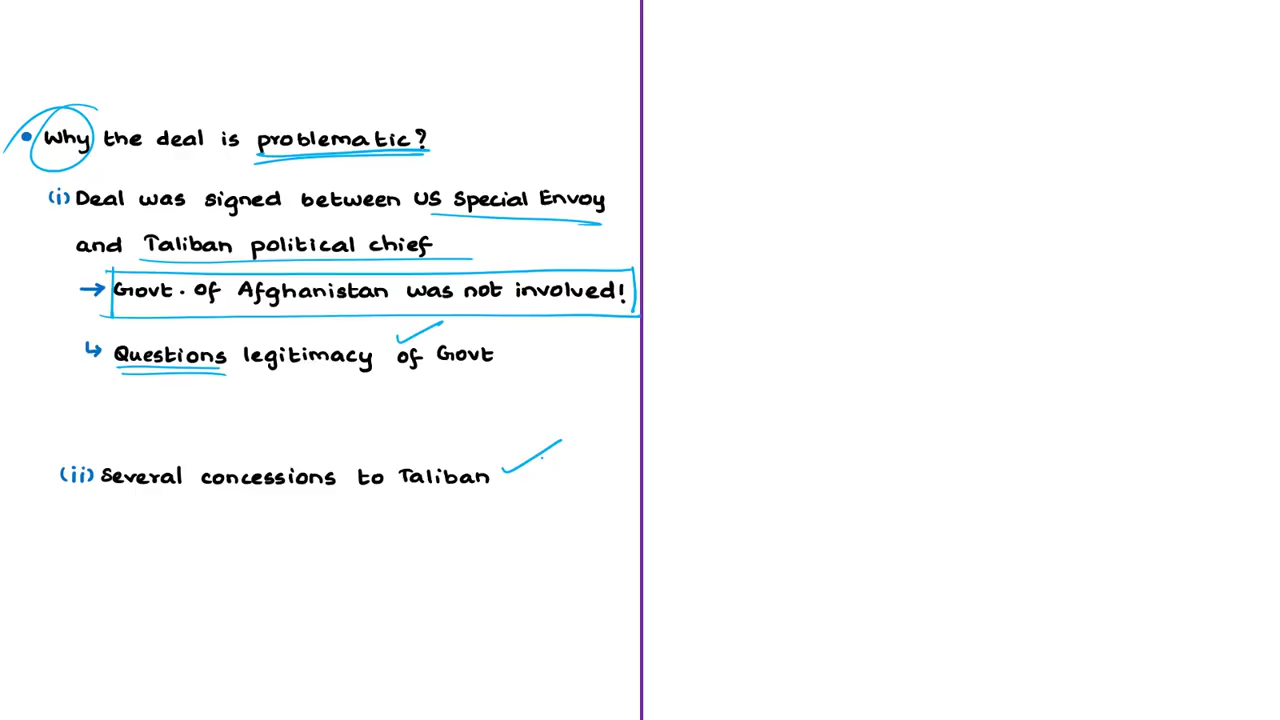 • Why the deal is problematic?
(i) Deal was signed between US Special Envoy
and Taliban political chief
→ Govt. of Afghanistan was not involved!
↳ Questions legitimacy of Govt
(ii) Several concessions to Taliban